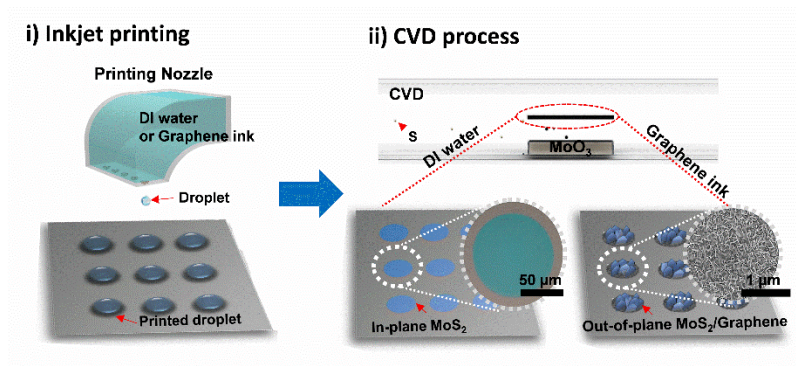 i) Inkjet printing
Printing Nozzle
DI water
or Graphene ink
Droplet
Printed droplet
ii) CVD process
CVD
S
MoO₃
DI water
Graphene ink
50 μm
In-plane MoS₂
1 μm
Out-of-plane MoS₂/Graphene